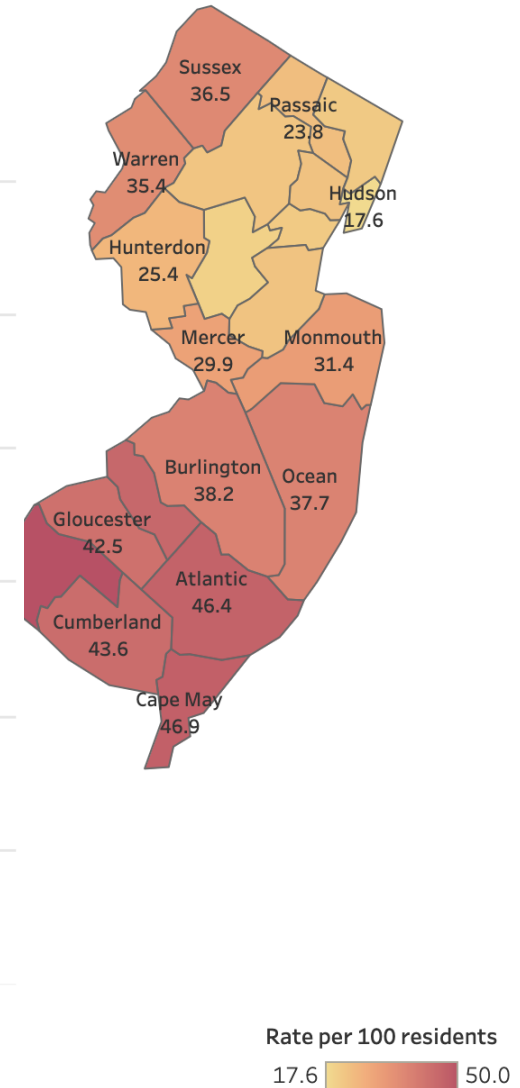 Sussex
36.5
Passaic
23.8
Warren
35.4
Hudson
17.6
Hunterdon
25.4
Mercer
29.9
Monmouth
31.4
Burlington
38.2
Ocean
37.7
Gloucester
42.5
Atlantic
46.4
Cumberland
43.6
Cape May
46.9
Rate per 100 residents
17.6 50.0